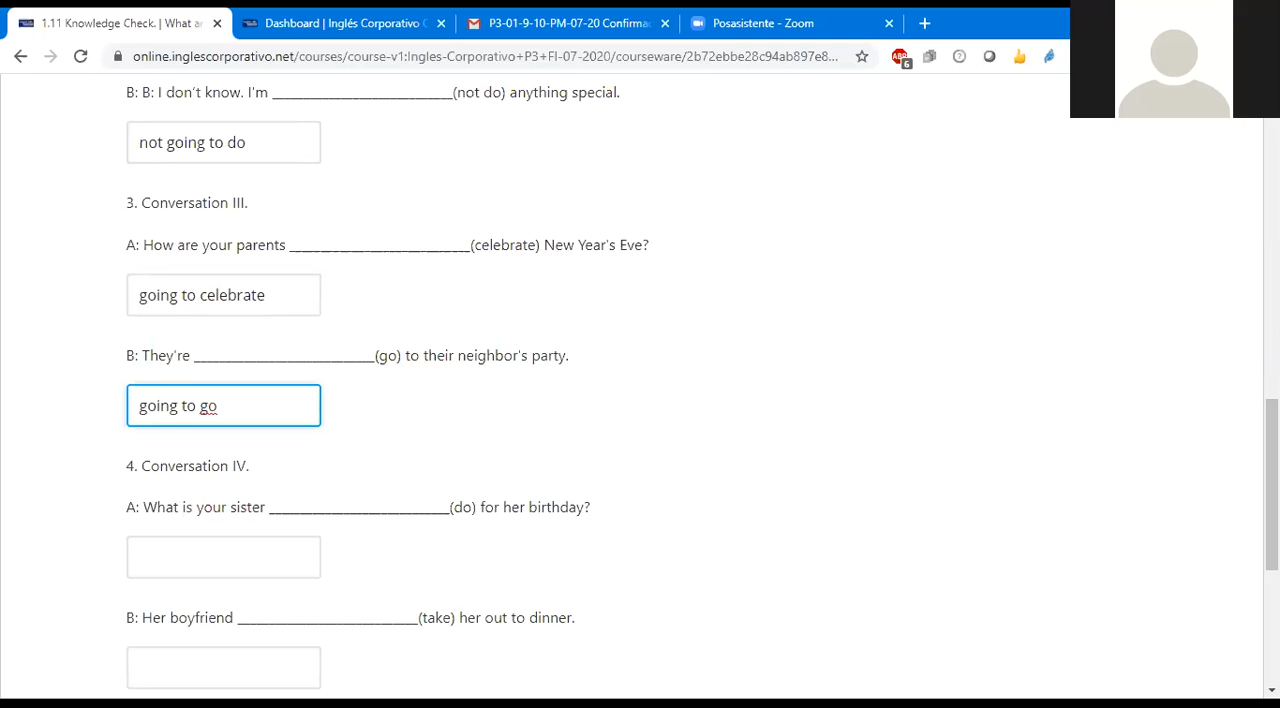 1.11 Knowledge Check. | What a
Dashboard | Inglés Corporativo
P3-01-9-10-PM-07-20 Confirma
Posasistente - Zoom
online.inglescorporativo.net/courses/course-v1:Ingles-Corporativo+P3+FI-07-2020/courseware/2b72ebbe28c94ab897e8...
ABP
6
B: B: I don't know. I'm ________________________(not do) anything special.
not going to do
3. Conversation III.
A: How are your parents ________________________(celebrate) New Year's Eve?
going to celebrate
B: They're ________________________(go) to their neighbor's party.
going to go
4. Conversation IV.
A: What is your sister ________________________(do) for her birthday?
B: Her boyfriend ________________________(take) her out to dinner.